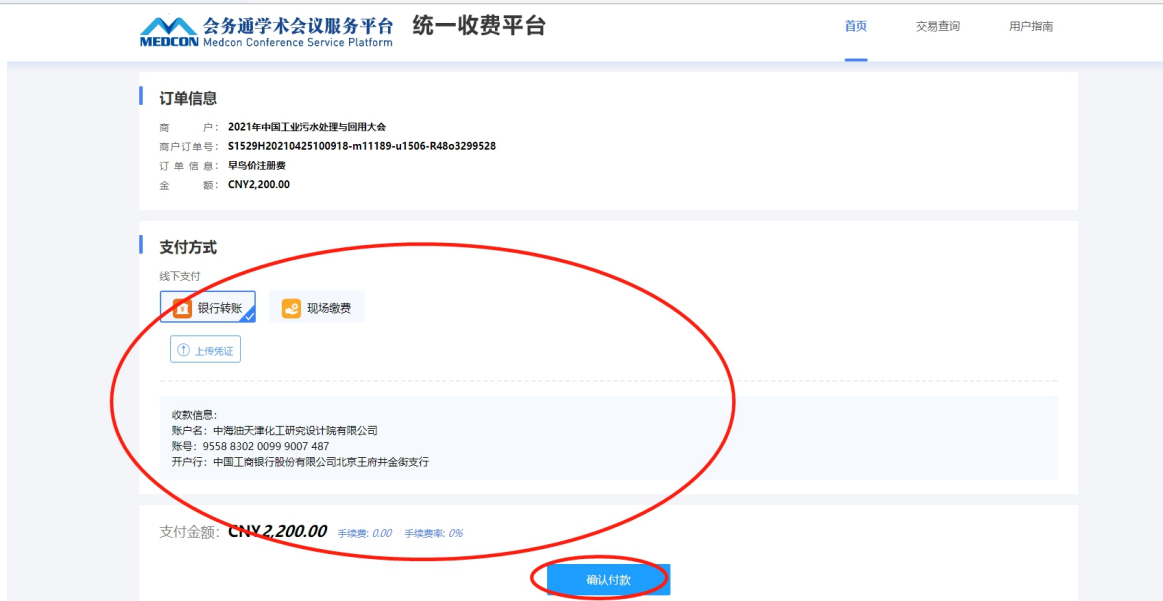 会务通学术会议服务平台 统一收费平台 首页 交易查询 用户指南
MEDCON Medcon Conference Service Platform
订单信息
商 户： 2021年中国工业污水处理与回用大会
商户订单号： S1529H20210425100918-m11189-u1506-R48o3299528
订 单 信 息： 早鸟价注册费
金 额： CNY2,200.00
支付方式
线下支付
银行转账 现场缴费
上传凭证
收款信息：
账户名：中海油天津化工研究设计院有限公司
账号：9558 8302 0099 9007 487
开户行：中国工商银行股份有限公司北京王府井金街支行
支付金额：CNY2,200.00 手续费: 0.00 手续费率: 0%
确认付款